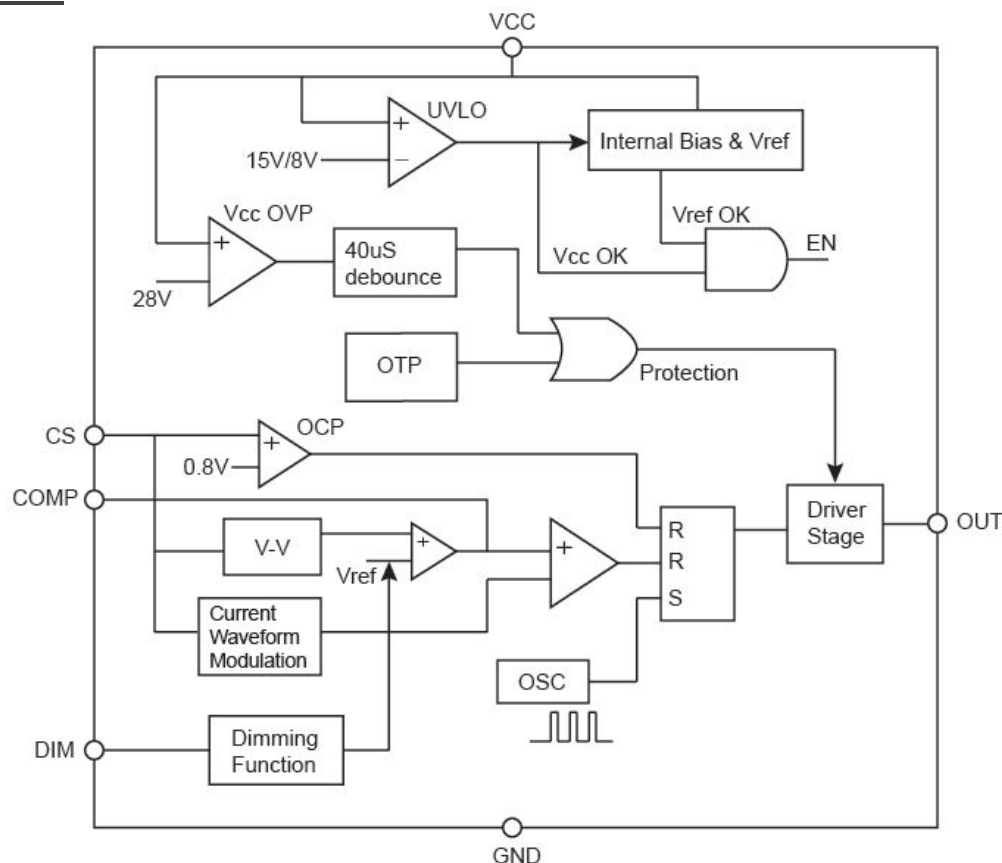 VCC
UVLO
+
15V/8V
−
Internal Bias & Vref
Vcc OVP
+
28V
40uS
debounce
Vref OK
Vcc OK
EN
OTP
Protection
CS
OCP
+
0.8V
COMP
V-V
+
Vref
+
Current
Waveform
Modulation
R
R
S
Driver
Stage
OUT
OSC
DIM
Dimming
Function
GND